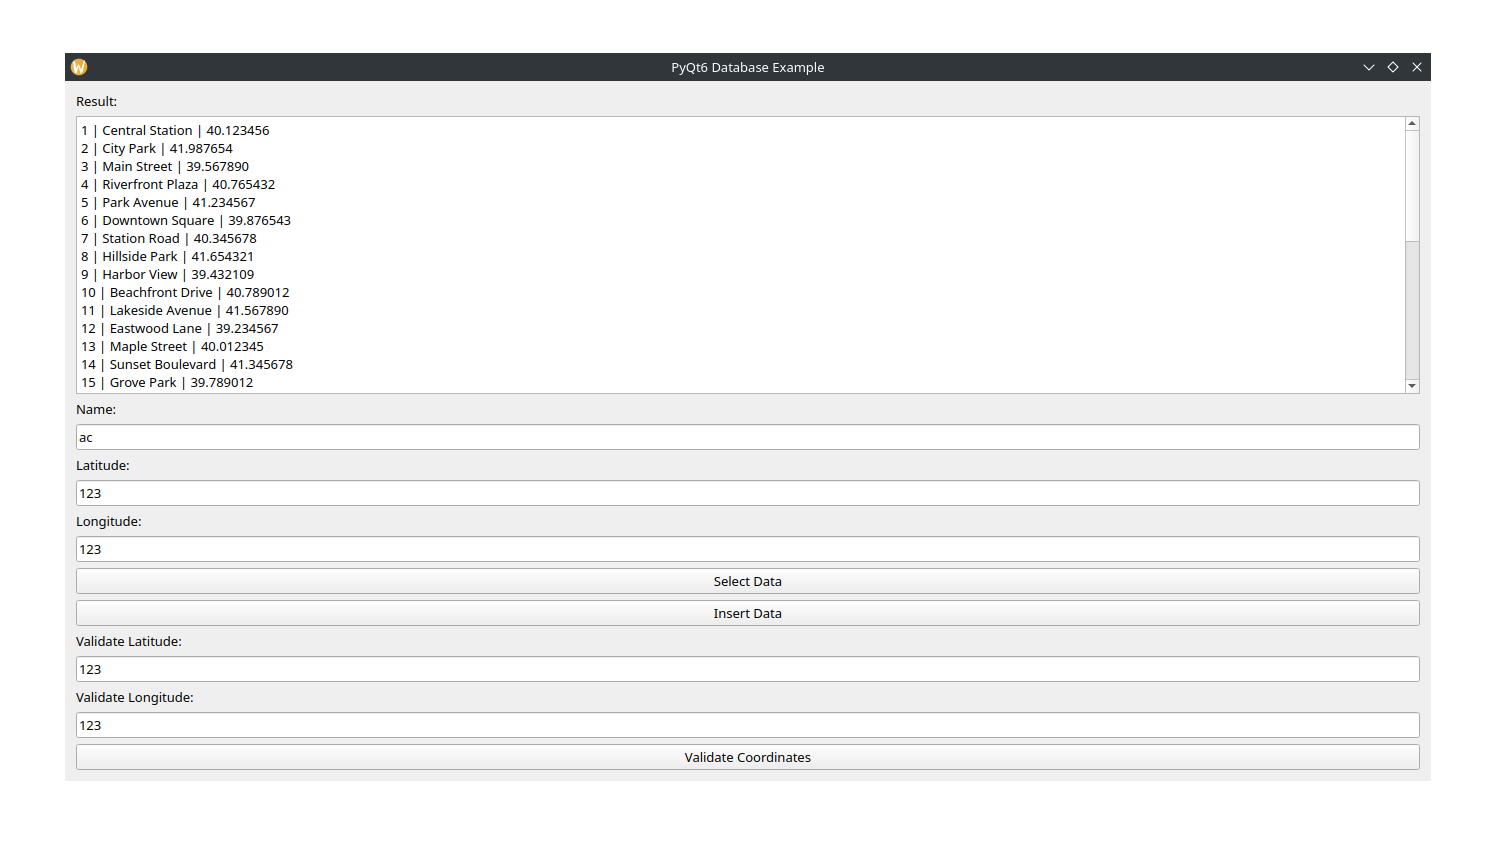 PyQt6 Database Example
Result:
1 | Central Station | 40.123456
2 | City Park | 41.987654
3 | Main Street | 39.567890
4 | Riverfront Plaza | 40.765432
5 | Park Avenue | 41.234567
6 | Downtown Square | 39.876543
7 | Station Road | 40.345678
8 | Hillside Park | 41.654321
9 | Harbor View | 39.432109
10 | Beachfront Drive | 40.789012
11 | Lakeside Avenue | 41.567890
12 | Eastwood Lane | 39.234567
13 | Maple Street | 40.012345
14 | Sunset Boulevard | 41.345678
15 | Grove Park | 39.789012
Name:
ac
Latitude:
123
Longitude:
123
Select Data
Insert Data
Validate Latitude:
123
Validate Longitude:
123
Validate Coordinates